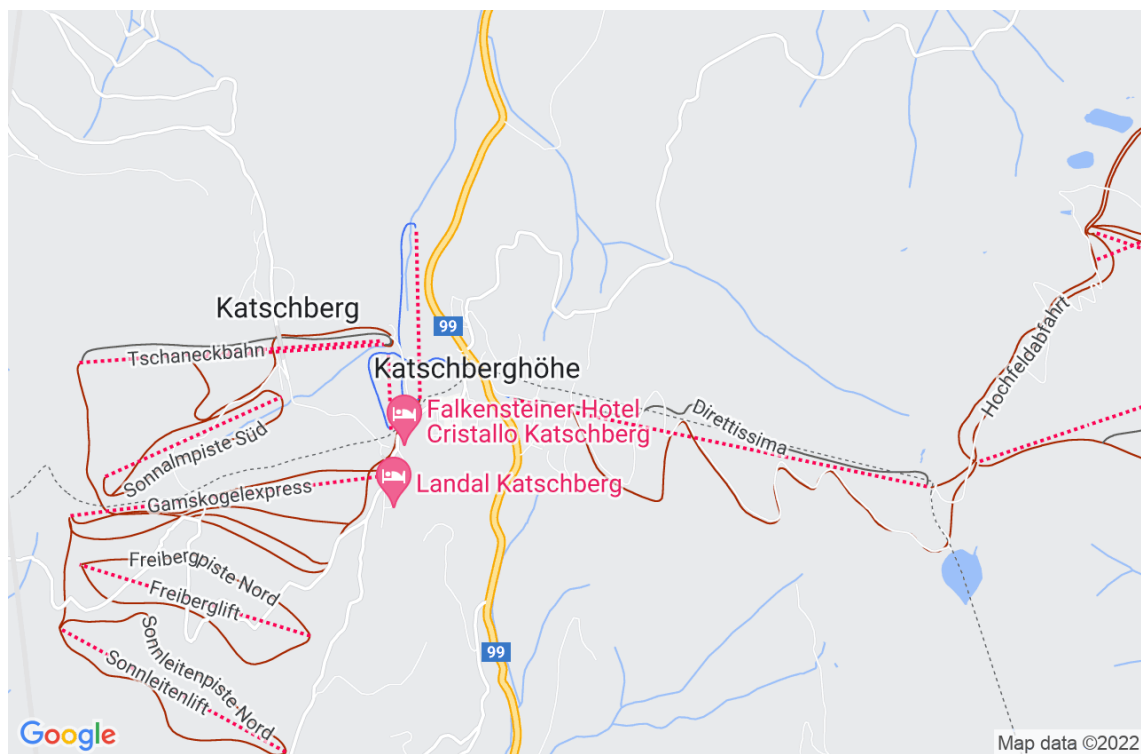 Katschberg
99
Tschaneckbahn
Katschberghöhe
Hochfeldabfahrt
Falkensteiner Hotel
Cristallo Katschberg
Direttissima
Sonnalmpiste Süd
Gamskogelexpress
Landal Katschberg
Freibergpiste Nord
Freiberglift
Sonnleitenpiste Nord
Sonnleitenlift
99
Google
Map data ©2022